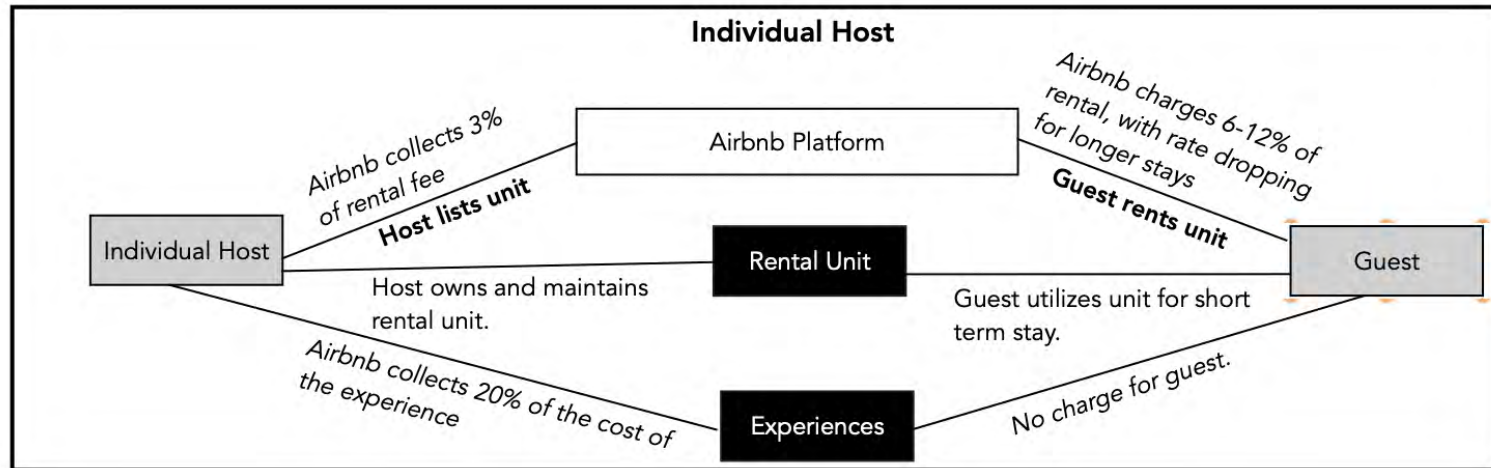 Individual Host
Airbnb collects 3%
of rental fee
Host lists unit
Airbnb Platform
Airbnb charges 6-12% of
rental, with rate dropping
for longer stays
Guest rents unit
Individual Host
Host owns and maintains
rental unit.
Rental Unit
Guest utilizes unit for short
term stay.
Guest
Airbnb collects 20% of the cost of
the experience
Experiences
No charge for guest.